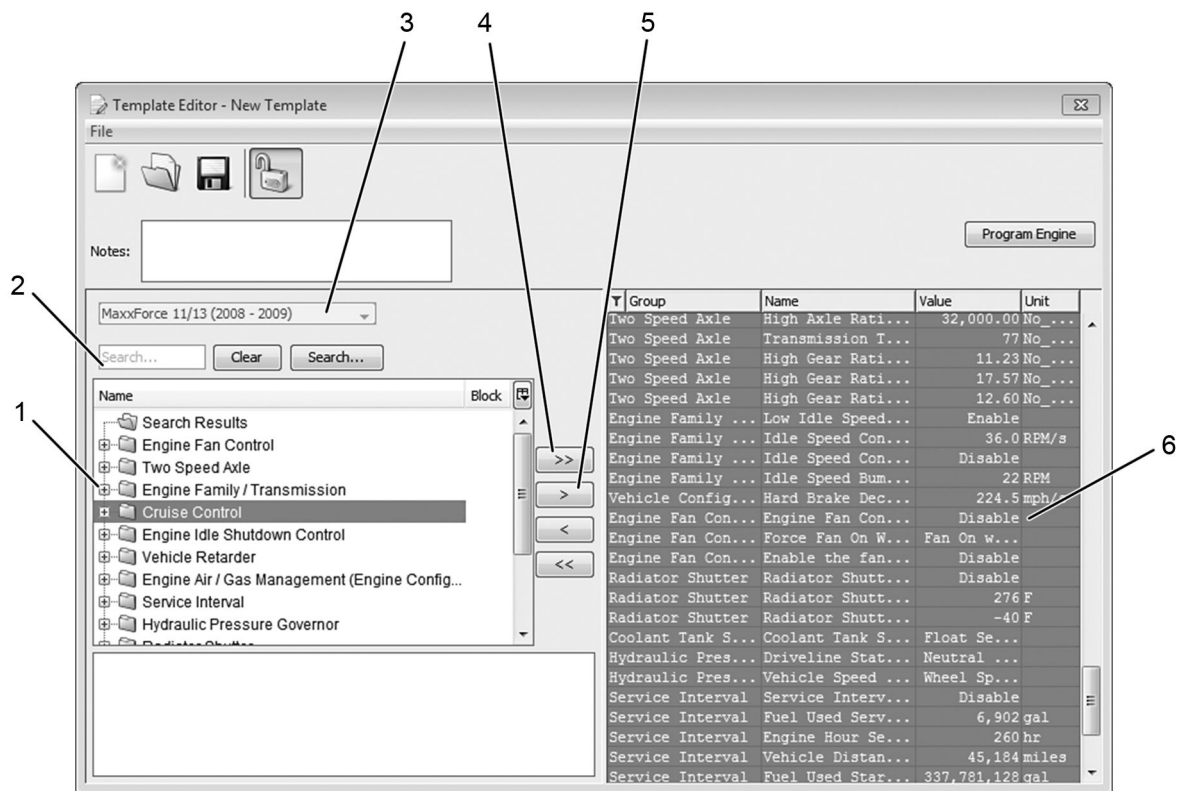 3 4 5
Template Editor - New Template
File
Notes:
Program Engine
2
MaxxForce 11/13 (2008 - 2009)
Search... Clear Search...
Name Block
1
Search Results
Engine Fan Control
Two Speed Axle
Engine Family / Transmission
Cruise Control
Engine Idle Shutdown Control
Vehicle Retarder
Engine Air / Gas Management (Engine Config...
Service Interval
Hydraulic Pressure Governor
Radiator Shutter
>>
>
<
<<
Group Name Value Unit
Two Speed Axle High Axle Rati... 32,000.00 No_...
Two Speed Axle Transmission T... 77 No_...
Two Speed Axle High Gear Rati... 11.23 No_...
Two Speed Axle High Gear Rati... 17.57 No_...
Two Speed Axle High Gear Rati... 12.60 No_...
Engine Family ... Low Idle Speed... Enable
Engine Family ... Idle Speed Con... 36.0 RPM/s
Engine Family ... Idle Speed Con... Disable
Engine Family ... Idle Speed Bum... 22 RPM
Vehicle Config... Hard Brake Dec... 224.5 mph/
Engine Fan Con... Engine Fan Con... Disable
Engine Fan Con... Force Fan On W... Fan On w...
Engine Fan Con... Enable the fan... Disable
Radiator Shutter Radiator Shutt... Disable
Radiator Shutter Radiator Shutt... 276 F
Radiator Shutter Radiator Shutt... -40 F
Coolant Tank S... Coolant Tank S... Float Se...
Hydraulic Pres... Driveline Stat... Neutral ...
Hydraulic Pres... Vehicle Speed ... Wheel Sp...
Service Interval Service Interv... Disable
Service Interval Fuel Used Serv... 6,902 gal
Service Interval Engine Hour Se... 260 hr
Service Interval Vehicle Distan... 45,184 miles
Service Interval Fuel Used Star... 337,781,128 gal
6